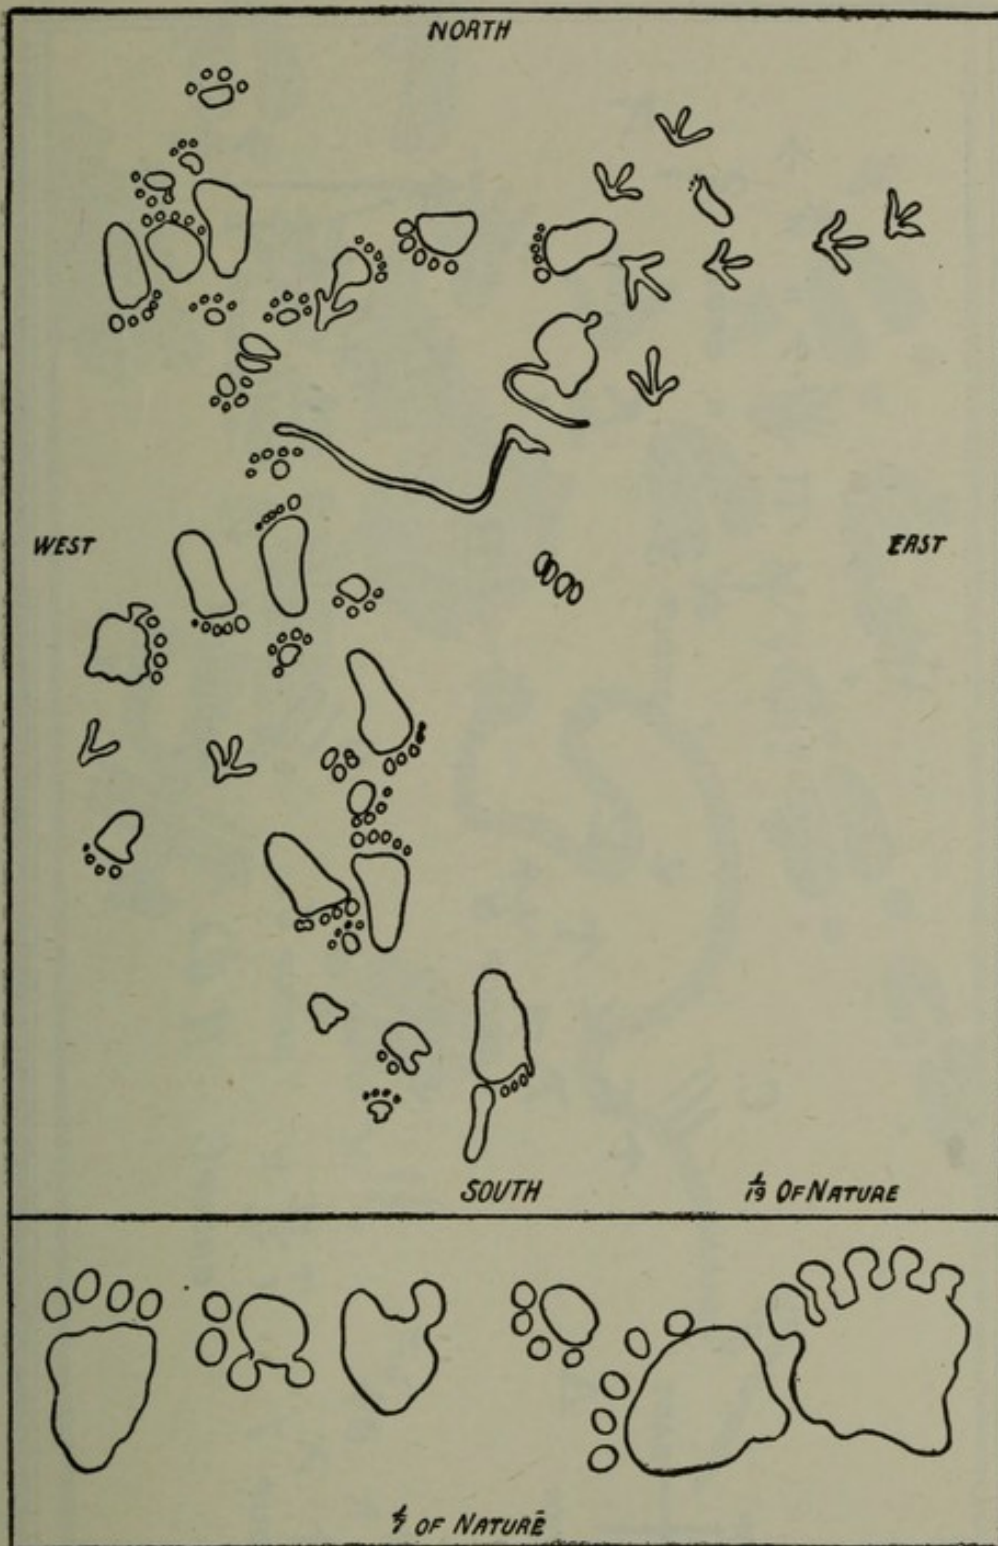 NORTH
WEST
EAST
SOUTH
1/19 OF NATURE
1/7 OF NATURE